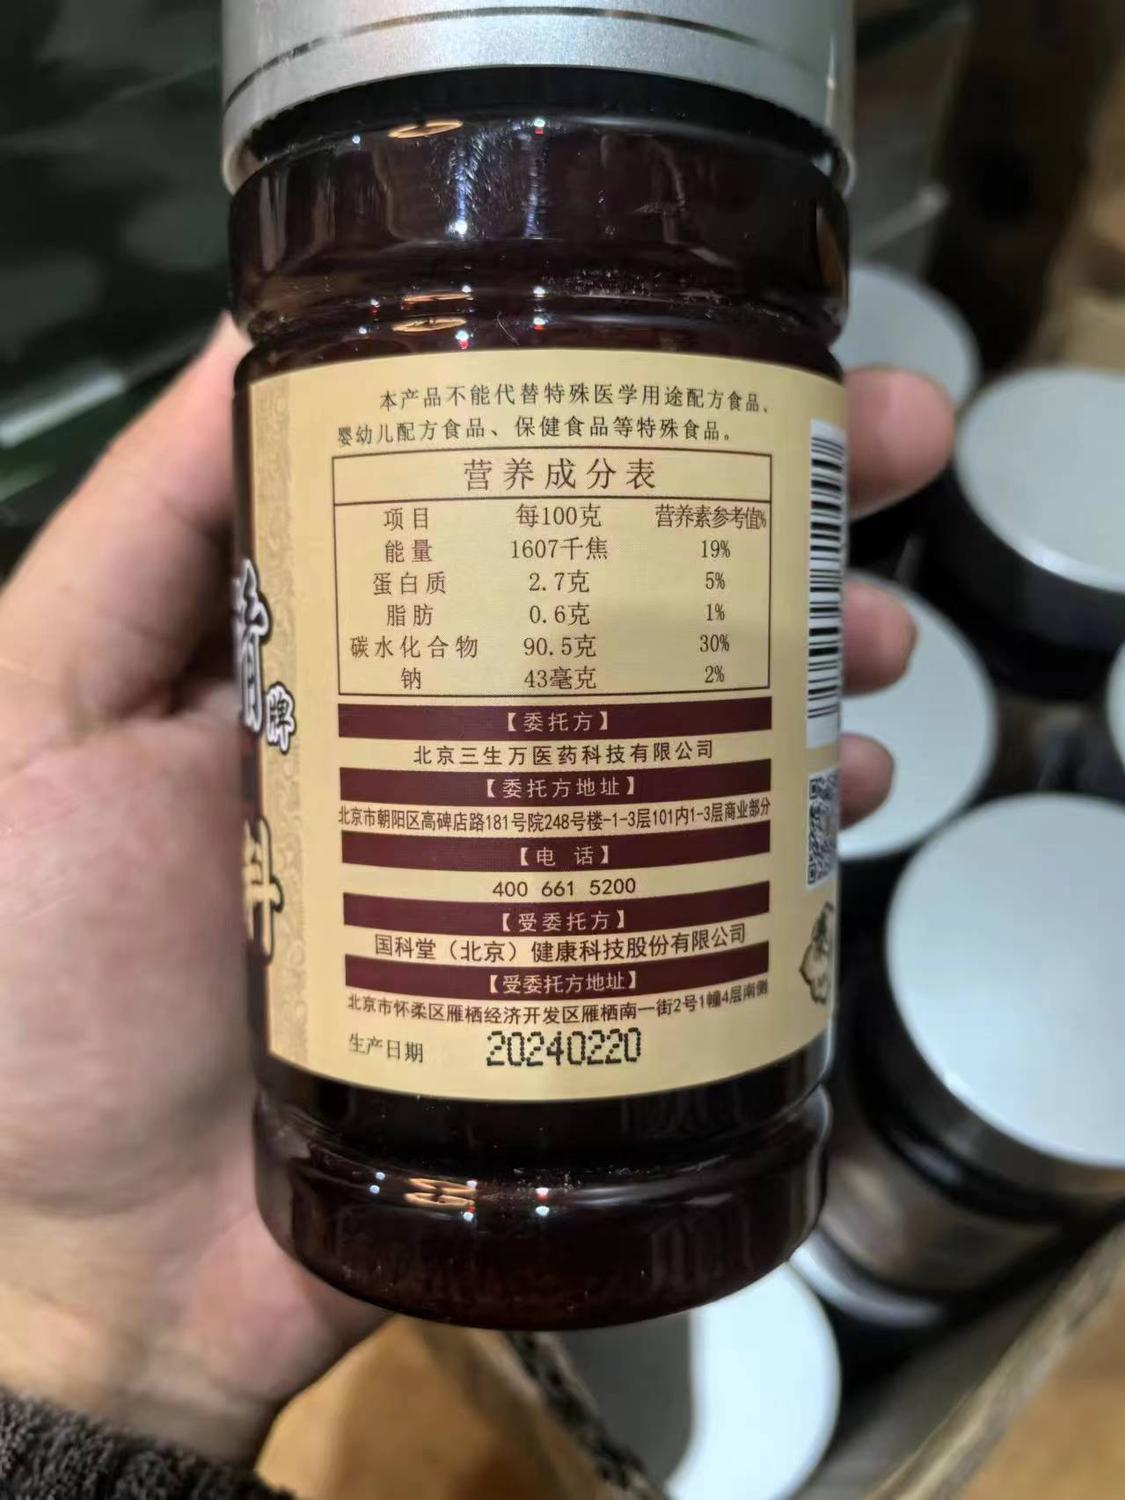 本产品不能代替特殊医学用途配方食品、
婴幼儿配方食品、保健食品等特殊食品。
营养成分表
项目 每100克 营养素参考值%
能量 1607千焦 19%
蛋白质 2.7克 5%
脂肪 0.6克 1%
碳水化合物 90.5克 30%
钠 43毫克 2%
【委托方】
北京三生万医药科技有限公司
【委托方地址】
北京市朝阳区高碑店路181号院248号楼-1-3层101内1-3层商业部分
【电 话】
400 661 5200
【受委托方】
国科堂（北京）健康科技股份有限公司
【受委托方地址】
北京市怀柔区雁栖经济开发区雁栖南一街2号1幢4层南侧
生产日期 20240220
牌
料